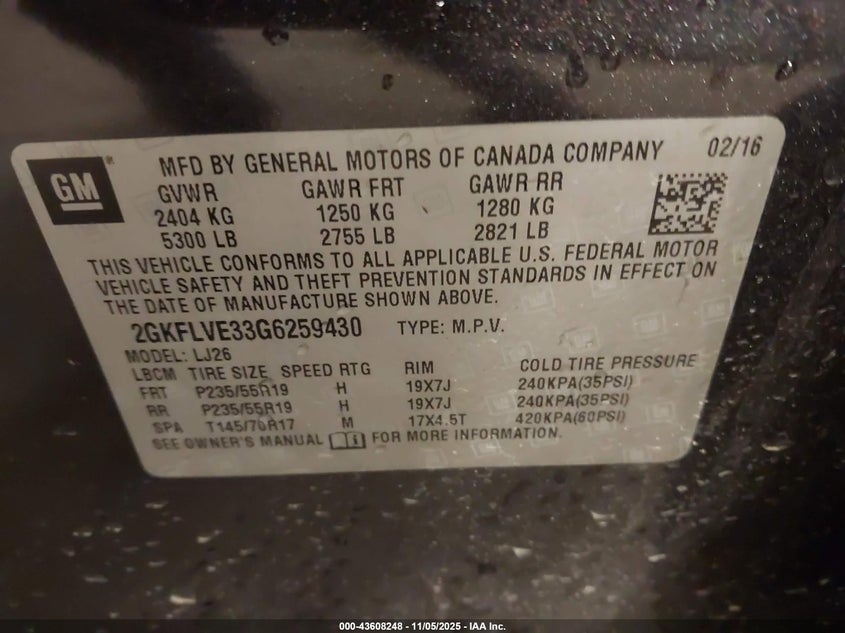 GM
MFD BY GENERAL MOTORS OF CANADA COMPANY 02/16
GVWR GAWR FRT GAWR RR
2404 KG 1250 KG 1280 KG
5300 LB 2755 LB 2821 LB
THIS VEHICLE CONFORMS TO ALL APPLICABLE U.S. FEDERAL MOTOR
VEHICLE SAFETY AND THEFT PREVENTION STANDARDS IN EFFECT ON
THE DATE OF MANUFACTURE SHOWN ABOVE.
2GKFLVE33G6259430 TYPE: M.P.V.
MODEL: LJ26
LBCM TIRE SIZE SPEED RTG RIM COLD TIRE PRESSURE
FRT P235/55R19 H 19X7J 240KPA(35PSI)
RR P235/55R19 H 19X7J 240KPA(35PSI)
SPA T145/70R17 M 17X4.5T 420KPA(60PSI)
SEE OWNER'S MANUAL FOR MORE INFORMATION.
000-43608248 - 11/05/2025 - IAA Inc.